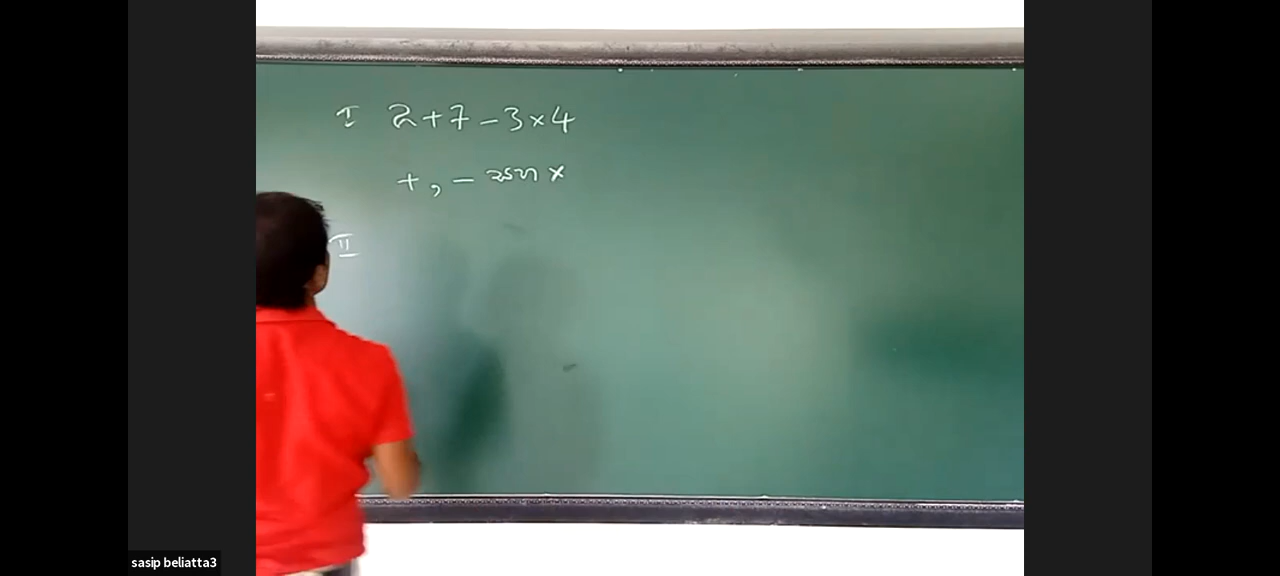 I 2+7-3×4
+, - සහ ×
II
sasip beliatta3